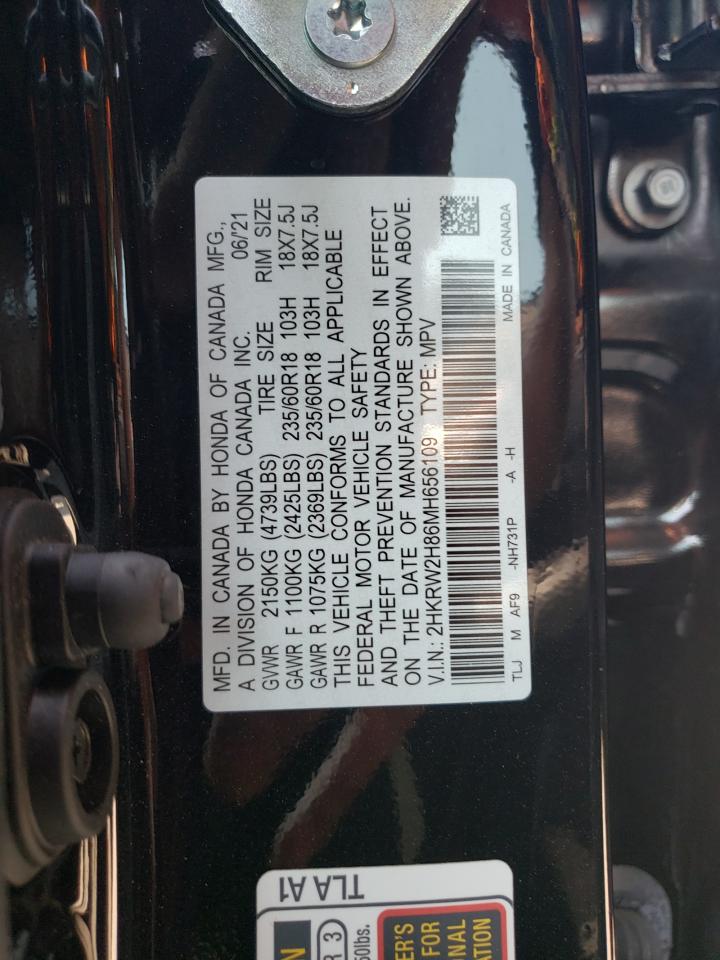 MFD. IN CANADA BY HONDA OF CANADA MFG.,
A DIVISION OF HONDA CANADA INC. 06/'21
GVWR 2150KG (4739LBS) TIRE SIZE RIM SIZE
GAWR F 1100KG (2425LBS) 235/60R18 103H 18X7.5J
GAWR R 1075KG (2369LBS) 235/60R18 103H 18X7.5J
THIS VEHICLE CONFORMS TO ALL APPLICABLE
FEDERAL MOTOR VEHICLE SAFETY
AND THEFT PREVENTION STANDARDS IN EFFECT
ON THE DATE OF MANUFACTURE SHOWN ABOVE.
V.I.N.: 2HKRW2H86MH656109 TYPE: MPV
TLJ M AF9 -NH731P -A -H MADE IN CANADA
TLA A1